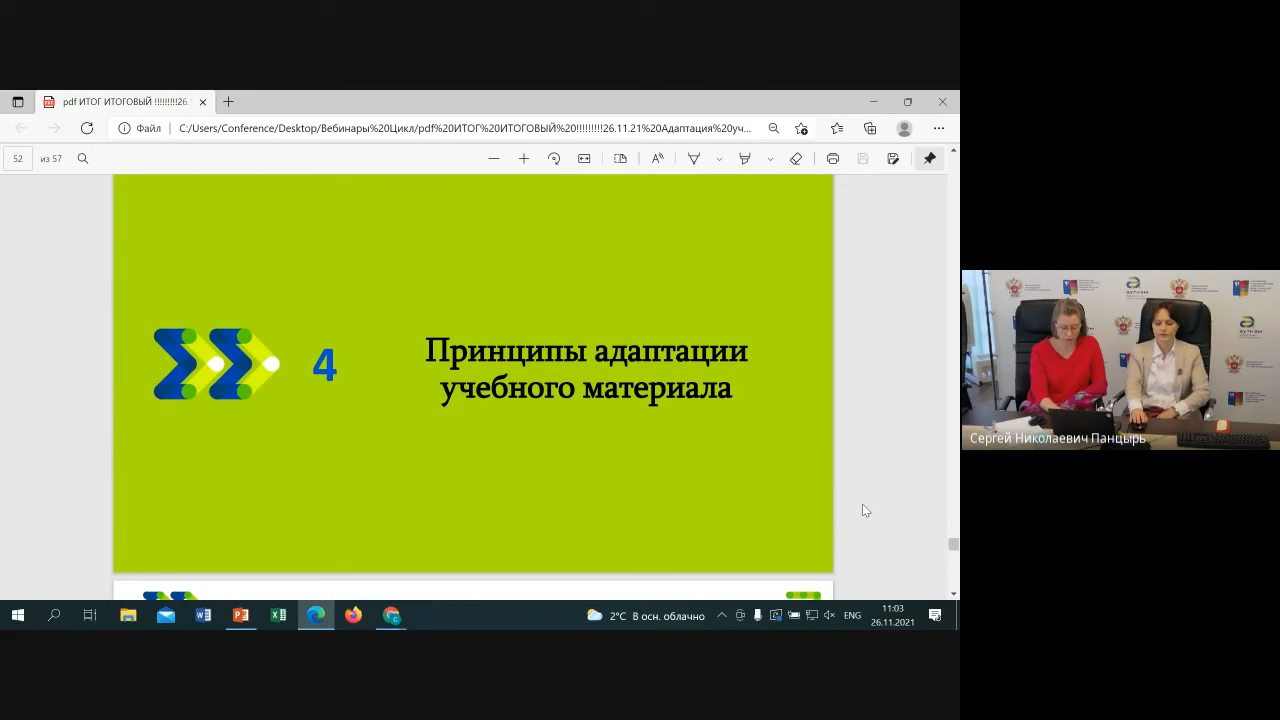 pdf ИТОГ ИТОГОВЫЙ !!!!!!!!!26.
Файл
C:/Users/Conference/Desktop/Вебинары%20Цикл/pdf%20ИТОГ%20ИТОГОВЫЙ%20!!!!!!!!!26.11.21%20Адаптация%20уч...
52 из 57
4
Принципы адаптации
учебного материала
аутизм
аутизм
Сергей Николаевич Панцырь
2°C В осн. облачно
ENG
11:03
26.11.2021